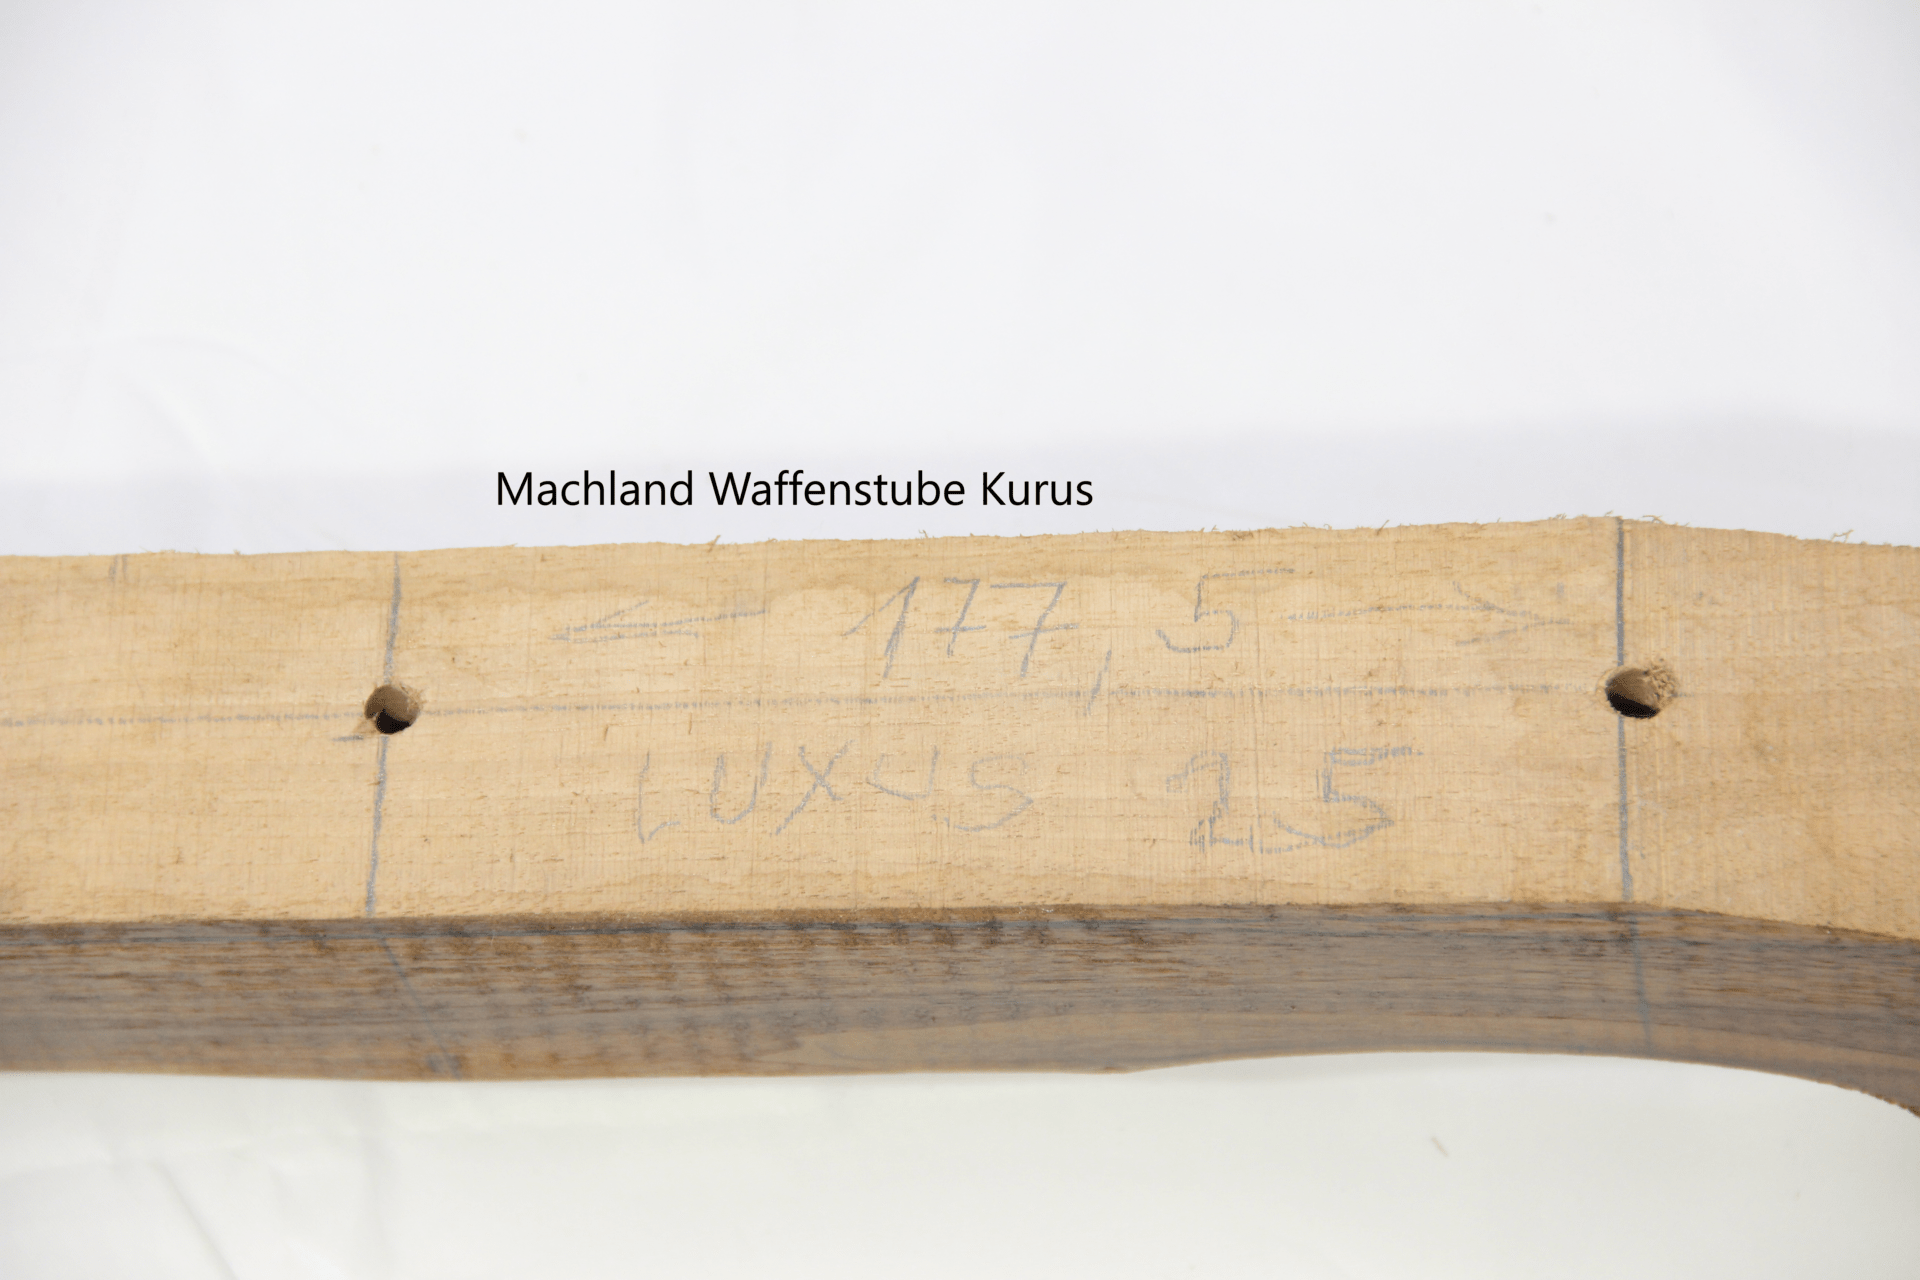 Machland Waffenstube Kurus
177,5
LUXUS 25